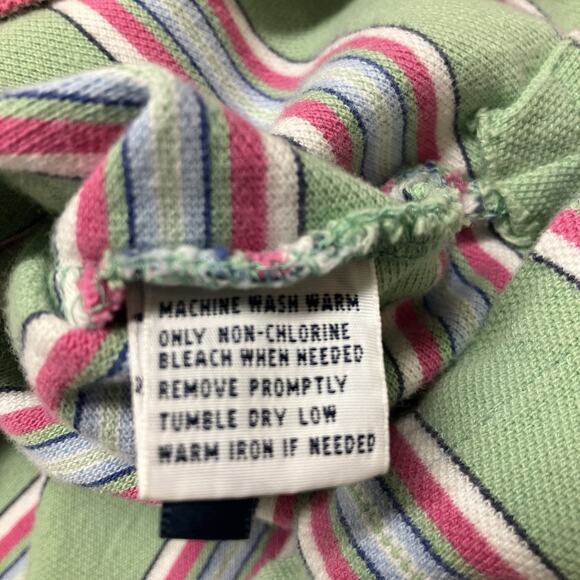 MACHINE WASH WARM
ONLY NON-CHLORINE
BLEACH WHEN NEEDED
REMOVE PROMPTLY
TUMBLE DRY LOW
WARM IRON IF NEEDED